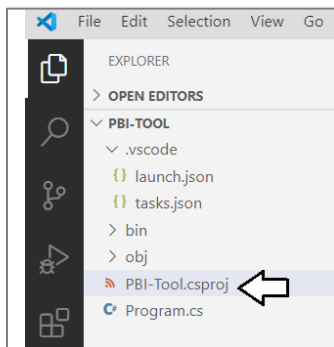 File Edit Selection View Go
EXPLORER
OPEN EDITORS
PBI-TOOL
.vscode
{} launch.json
{} tasks.json
bin
obj
PBI-Tool.csproj
C# Program.cs